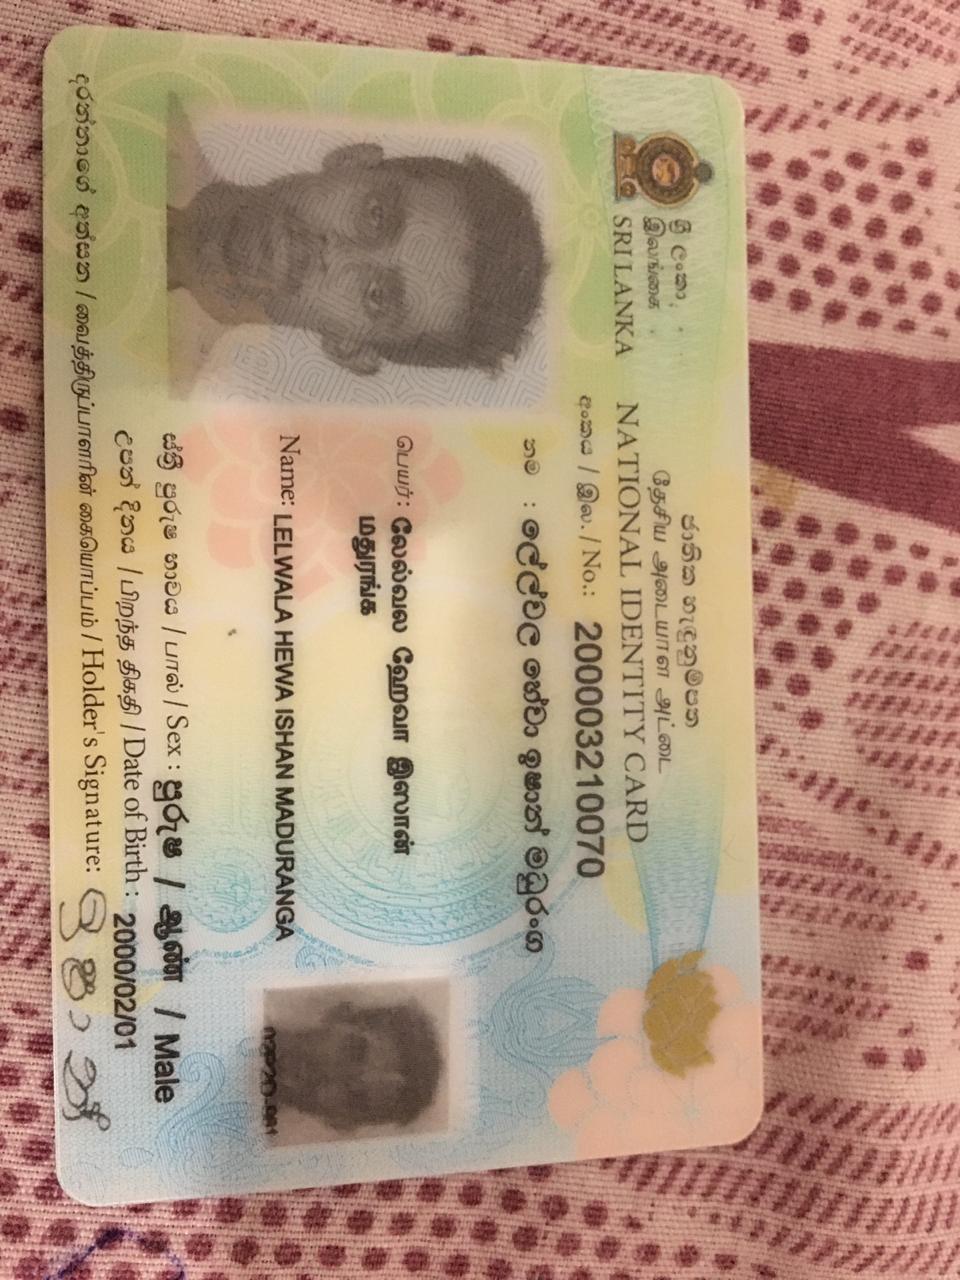 ශ්‍රී ලංකා
இலங்கை
SRI LANKA
ජාතික හැඳුනුම්පත
தேசிய அடையாள அட்டை
NATIONAL IDENTITY CARD
අංකය / இல. / No.: 200003210070
නම : ලේල්වල හේවා ඉෂාන් මධුරංග
பெயர்: லேல்வல ஹேவா இஸான்
மதுரங்க
Name: LELWALA HEWA ISHAN MADURANGA
ස්ත්‍රී පුරුෂ භාවය / பால் / Sex : පුරුෂ / ஆண் / Male
උපන් දිනය / பிறந்த திகதி / Date of Birth : 2000/02/01
දරන්නාගේ අත්සන / வைத்திருப்பாளரின் கையொப்பம் / Holder's Signature: ඉෂාන්